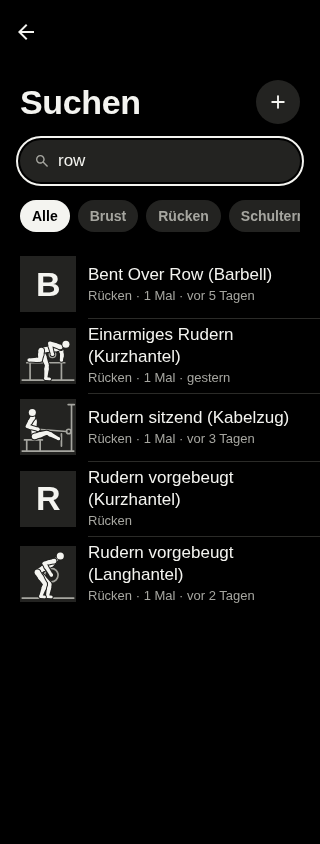 Suchen
row
Alle
Brust
Rücken
Schultern
B
Bent Over Row (Barbell)
Rücken · 1 Mal · vor 5 Tagen
Einarmiges Rudern
(Kurzhantel)
Rücken · 1 Mal · gestern
Rudern sitzend (Kabelzug)
Rücken · 1 Mal · vor 3 Tagen
R
Rudern vorgebeugt
(Kurzhantel)
Rücken
Rudern vorgebeugt
(Langhantel)
Rücken · 1 Mal · vor 2 Tagen